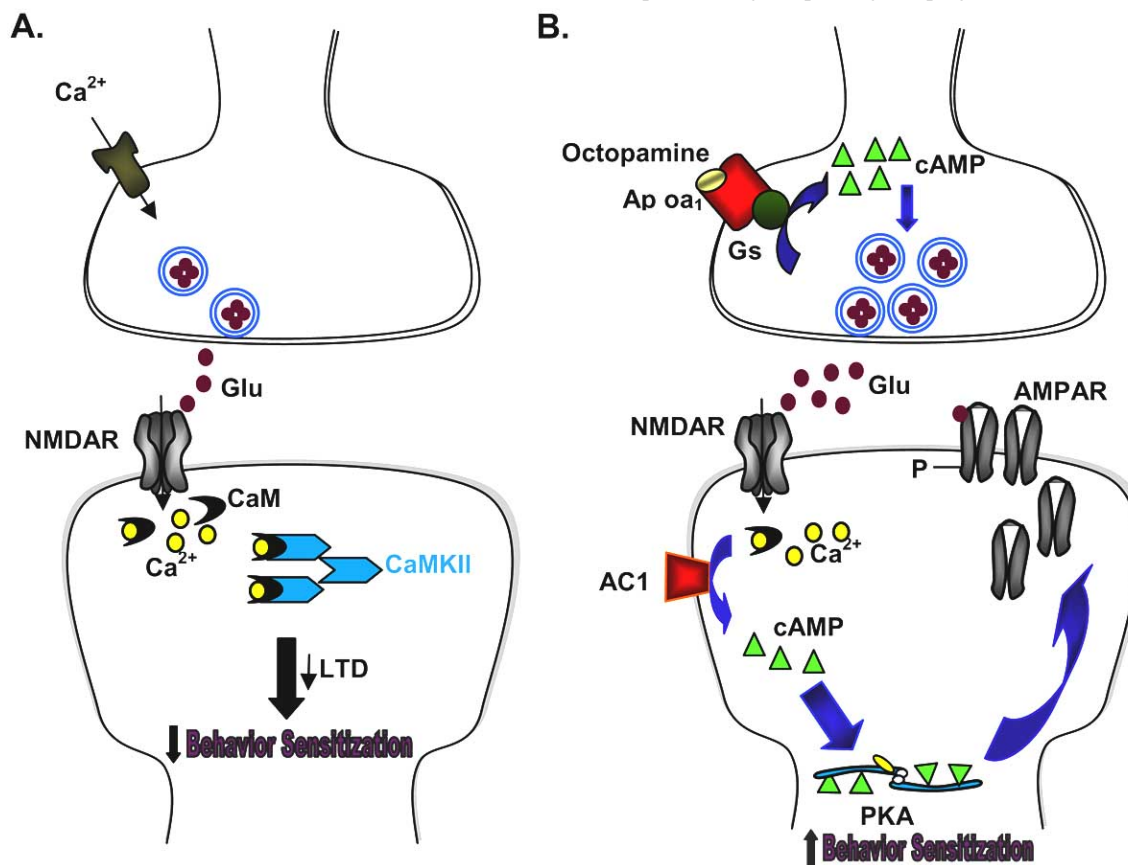 A.
Ca2+
Glu
NMDAR
CaM
Ca2+
CaMKII
↓LTD
↓ Behavior Sensitization
B.
Octopamine
Ap oa₁
Gs
cAMP
Glu
AMPAR
NMDAR
P
Ca2+
AC1
cAMP
PKA
↑ Behavior Sensitization